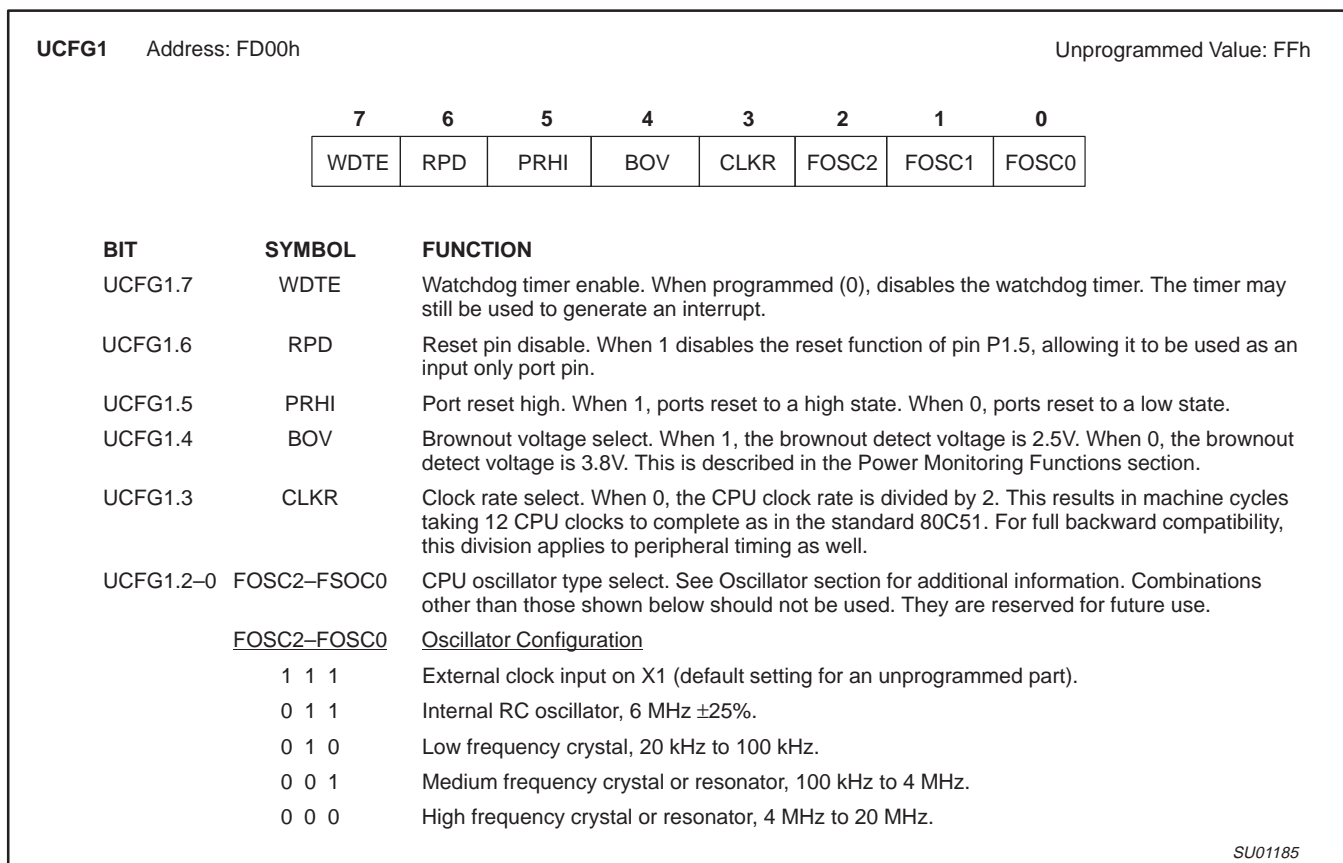 UCFG1 Address: FD00h Unprogrammed Value: FFh
7 6 5 4 3 2 1 0
WDTE RPD PRHI BOV CLKR FOSC2 FOSC1 FOSC0
BIT SYMBOL FUNCTION
UCFG1.7 WDTE Watchdog timer enable. When programmed (0), disables the watchdog timer. The timer may
still be used to generate an interrupt.
UCFG1.6 RPD Reset pin disable. When 1 disables the reset function of pin P1.5, allowing it to be used as an
input only port pin.
UCFG1.5 PRHI Port reset high. When 1, ports reset to a high state. When 0, ports reset to a low state.
UCFG1.4 BOV Brownout voltage select. When 1, the brownout detect voltage is 2.5V. When 0, the brownout
detect voltage is 3.8V. This is described in the Power Monitoring Functions section.
UCFG1.3 CLKR Clock rate select. When 0, the CPU clock rate is divided by 2. This results in machine cycles
taking 12 CPU clocks to complete as in the standard 80C51. For full backward compatibility,
this division applies to peripheral timing as well.
UCFG1.2–0 FOSC2–FSOC0 CPU oscillator type select. See Oscillator section for additional information. Combinations
other than those shown below should not be used. They are reserved for future use.
FOSC2–FOSC0 Oscillator Configuration
1 1 1 External clock input on X1 (default setting for an unprogrammed part).
0 1 1 Internal RC oscillator, 6 MHz ±25%.
0 1 0 Low frequency crystal, 20 kHz to 100 kHz.
0 0 1 Medium frequency crystal or resonator, 100 kHz to 4 MHz.
0 0 0 High frequency crystal or resonator, 4 MHz to 20 MHz.
SU01185